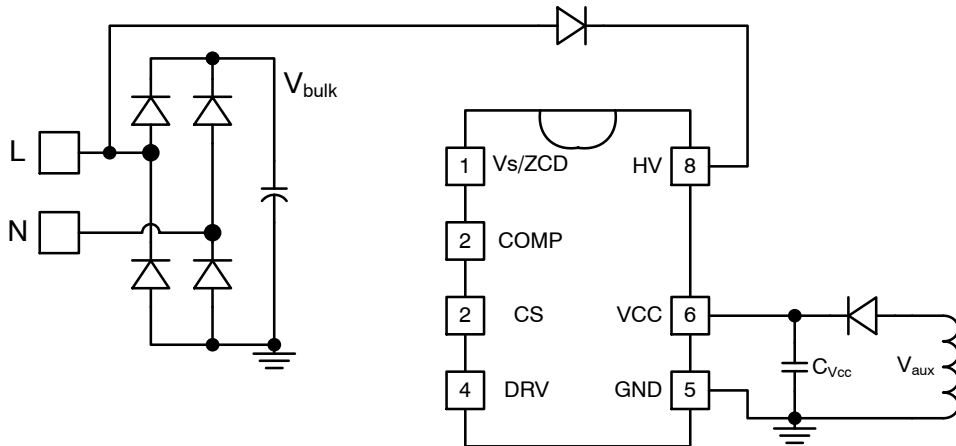 V_bulk
L
N
1 Vs/ZCD HV 8
2 COMP
2 CS VCC 6
C_Vcc V_aux
4 DRV GND 5